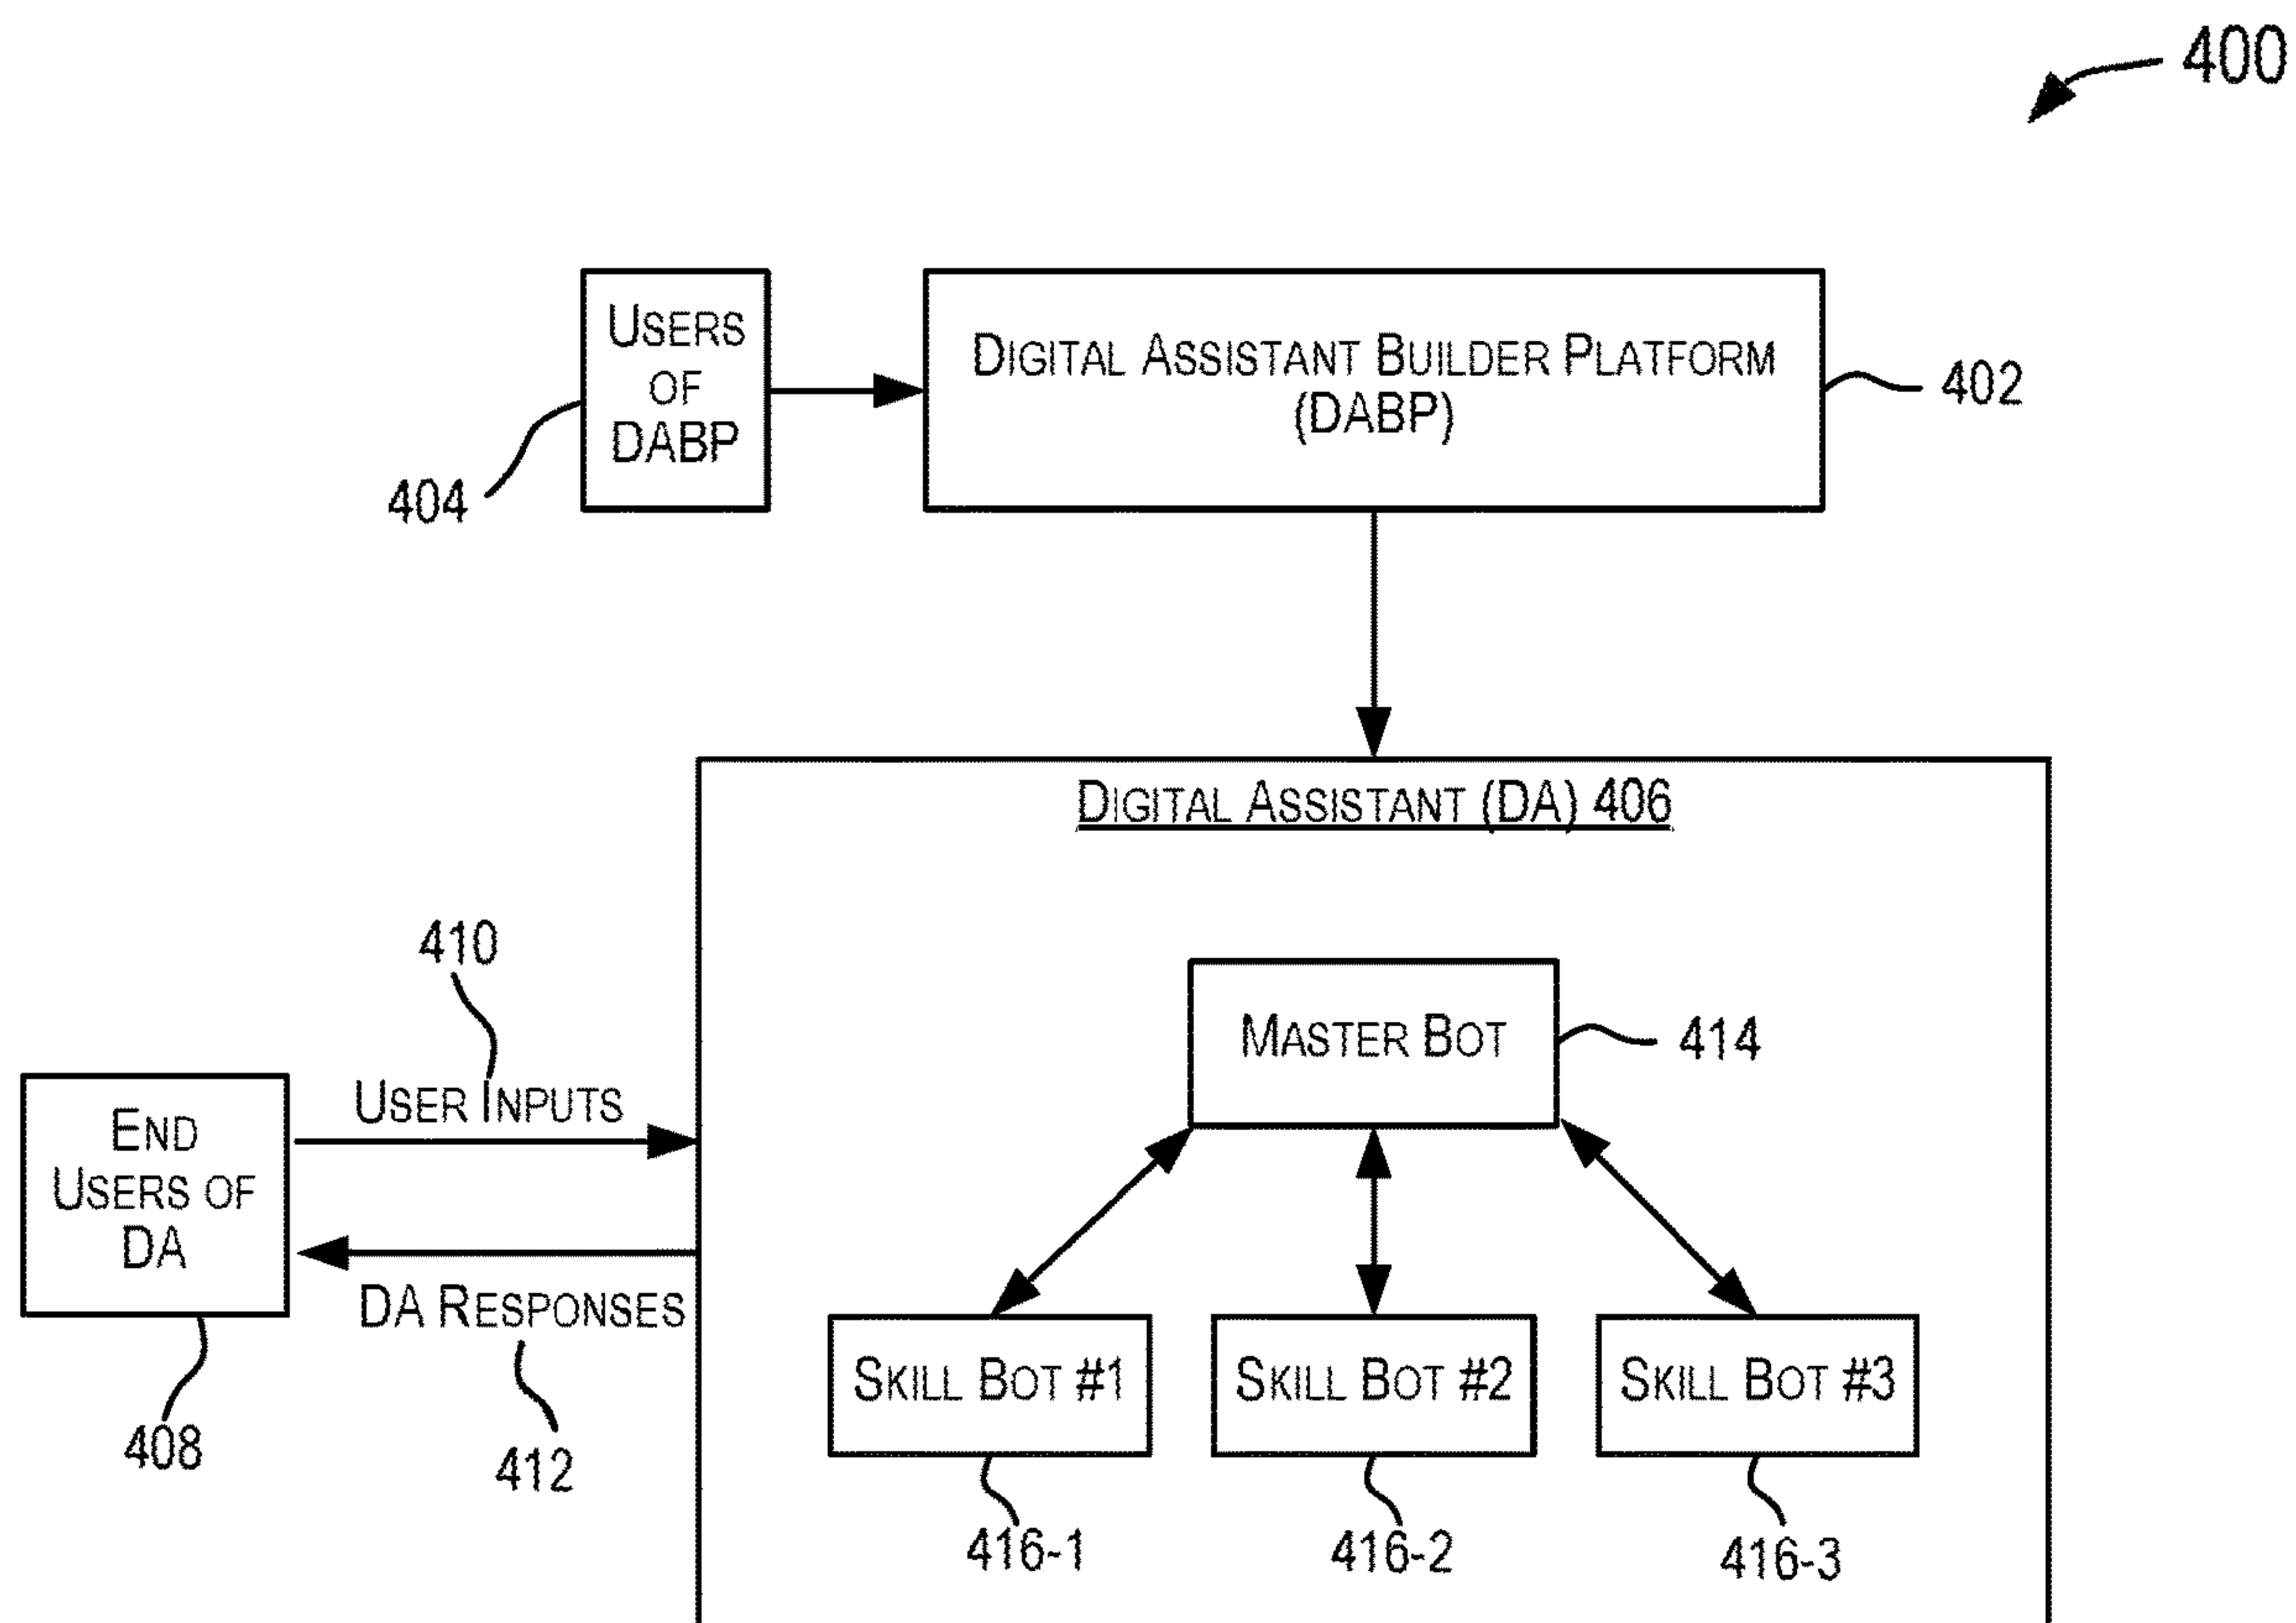 400
USERS
OF
DABP
404
DIGITAL ASSISTANT BUILDER PLATFORM
(DABP)
402
DIGITAL ASSISTANT (DA) 406
410
USER INPUTS
END
USERS OF
DA
DA RESPONSES
408
412
MASTER BOT
414
SKILL BOT #1
SKILL BOT #2
SKILL BOT #3
416-1
416-2
416-3